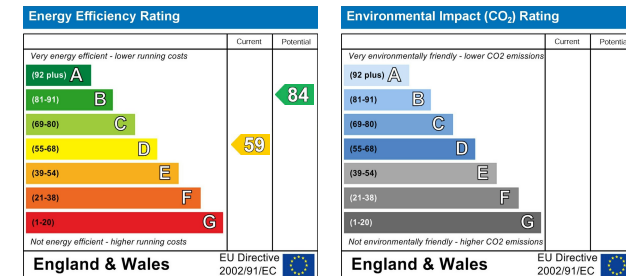 Energy Efficiency Rating
Current Potential
Very energy efficient - lower running costs
(92 plus) A
(81-91) B
84
(69-80) C
(55-68) D
59
(39-54) E
(21-38) F
(1-20) G
Not energy efficient - higher running costs
England & Wales
EU Directive
2002/91/EC
Environmental Impact (CO₂) Rating
Current Potential
Very environmentally friendly - lower CO2 emissions
(92 plus) A
(81-91) B
(69-80) C
(55-68) D
(39-54) E
(21-38) F
(1-20) G
Not environmentally friendly - higher CO2 emissions
England & Wales
EU Directive
2002/91/EC